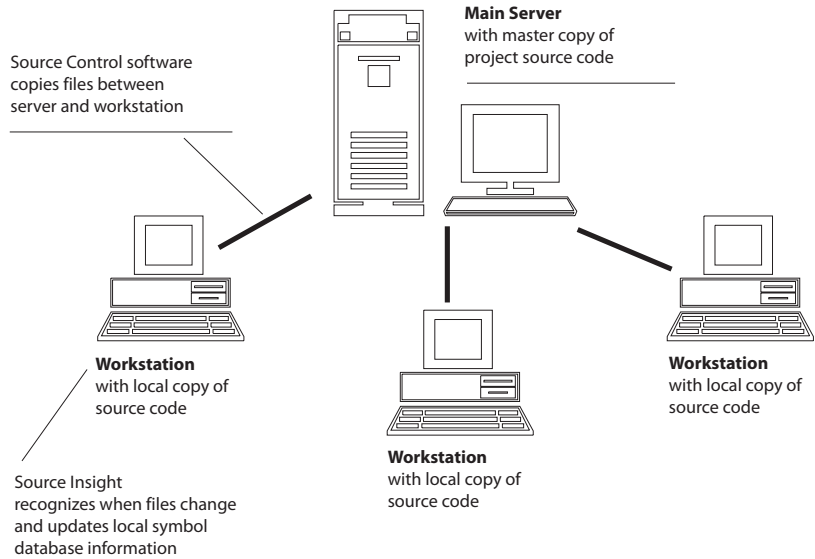 Main Server
with master copy of
project source code
Source Control software
copies files between
server and workstation
Workstation
with local copy of
source code
Workstation
with local copy of
source code
Workstation
with local copy of
source code
Source Insight
recognizes when files change
and updates local symbol
database information